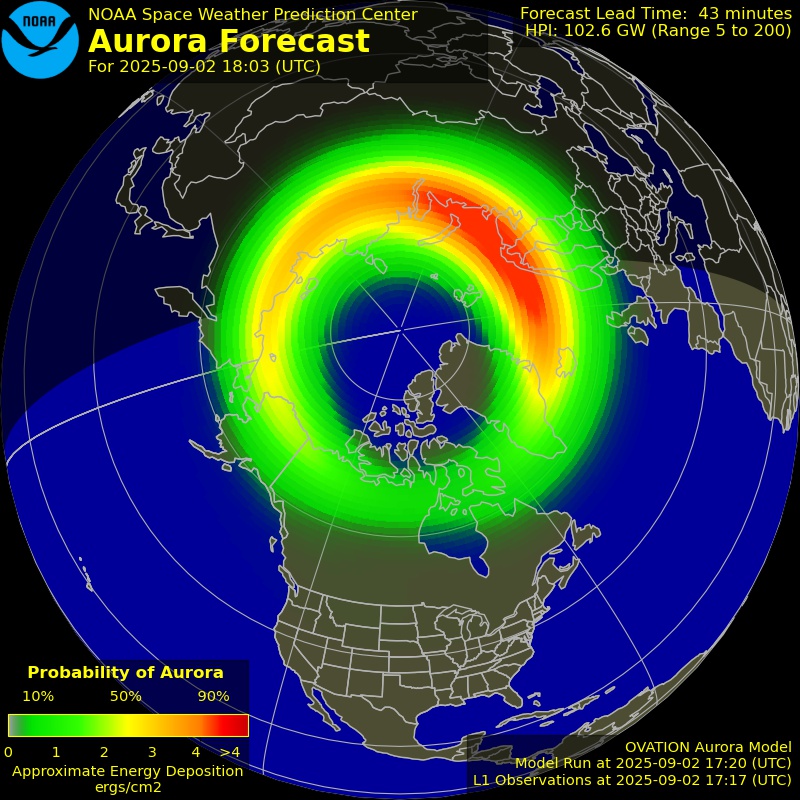 NOAA
NOAA Space Weather Prediction Center
Aurora Forecast
For 2025-09-02 18:03 (UTC)
Forecast Lead Time: 43 minutes
HPI: 102.6 GW (Range 5 to 200)
Probability of Aurora
10% 50% 90%
0 1 2 3 4 >4
Approximate Energy Deposition
ergs/cm2
OVATION Aurora Model
Model Run at 2025-09-02 17:20 (UTC)
L1 Observations at 2025-09-02 17:17 (UTC)